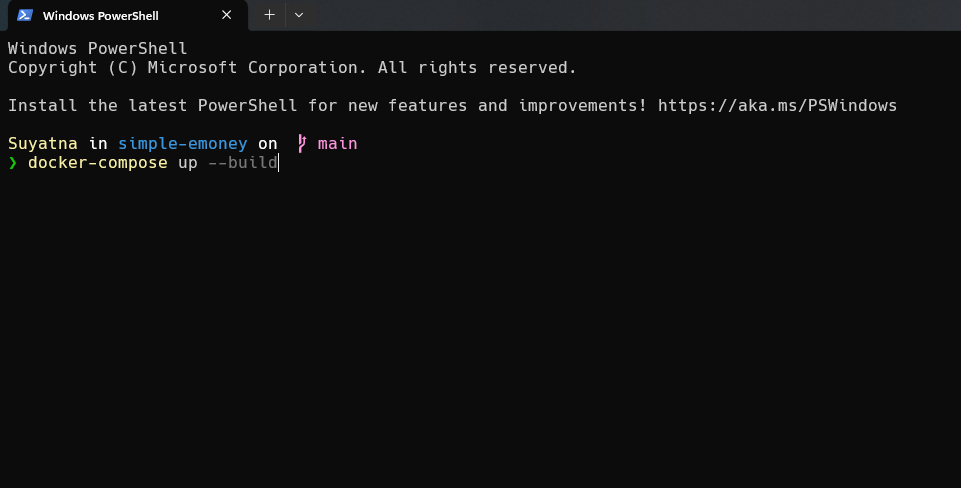 Windows PowerShell
Windows PowerShell
Copyright (C) Microsoft Corporation. All rights reserved.
Install the latest PowerShell for new features and improvements! https://aka.ms/PSWindows
Suyatna in simple-emoney on main
❯ docker-compose up --build